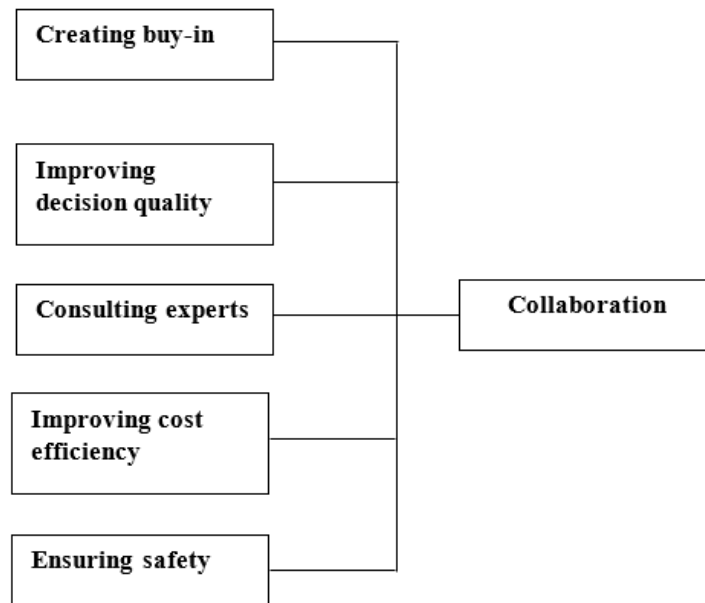 Creating buy-in
Improving
decision quality
Consulting experts
Collaboration
Improving cost
efficiency
Ensuring safety